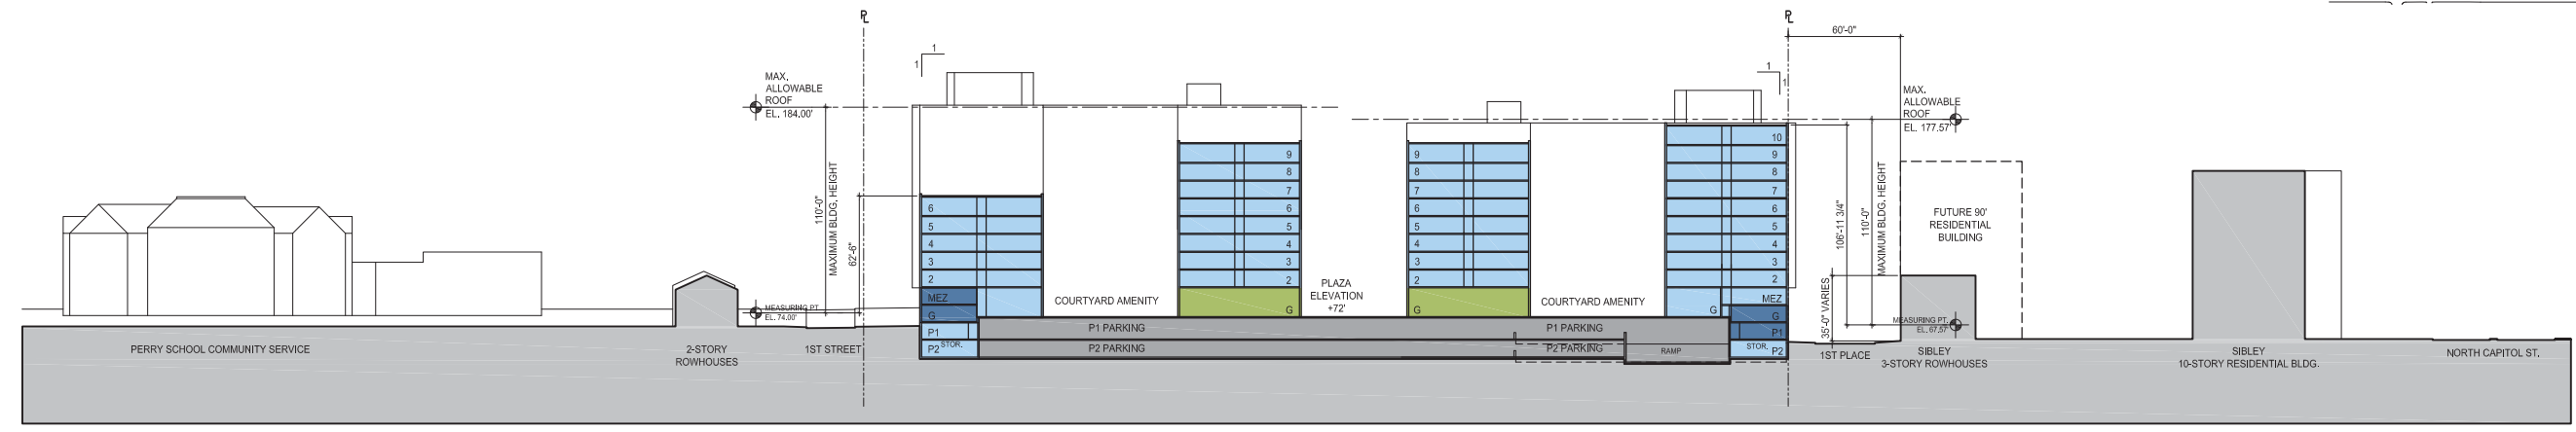 PL
PL
60'-0"
1
1
1
1
MAX.
ALLOWABLE
ROOF
EL. 184.00'
MAX.
ALLOWABLE
ROOF
EL. 177.57'
110'-0"
MAXIMUM BLDG. HEIGHT
62'-6"
MEASURING PT.
EL. 74.00'
6
5
4
3
2
MEZ
G
P1
P2
STOR.
COURTYARD AMENITY
9
8
7
6
5
4
3
2
G
PLAZA
ELEVATION
+72'
9
8
7
6
5
4
3
2
G
COURTYARD AMENITY
10
9
8
7
6
5
4
3
2
MEZ
G
G
P1
P2
STOR.
P1 PARKING
P1 PARKING
P2 PARKING
P2 PARKING
RAMP
106'-11 3/4"
110'-0"
MAXIMUM BLDG. HEIGHT
35'-0" VARIES
MEASURING PT.
EL. 67.57'
FUTURE 90'
RESIDENTIAL
BUILDING
PERRY SCHOOL COMMUNITY SERVICE
2-STORY
ROWHOUSES
1ST STREET
1ST PLACE
SIBLEY
3-STORY ROWHOUSES
SIBLEY
10-STORY RESIDENTIAL BLDG.
NORTH CAPITOL ST.